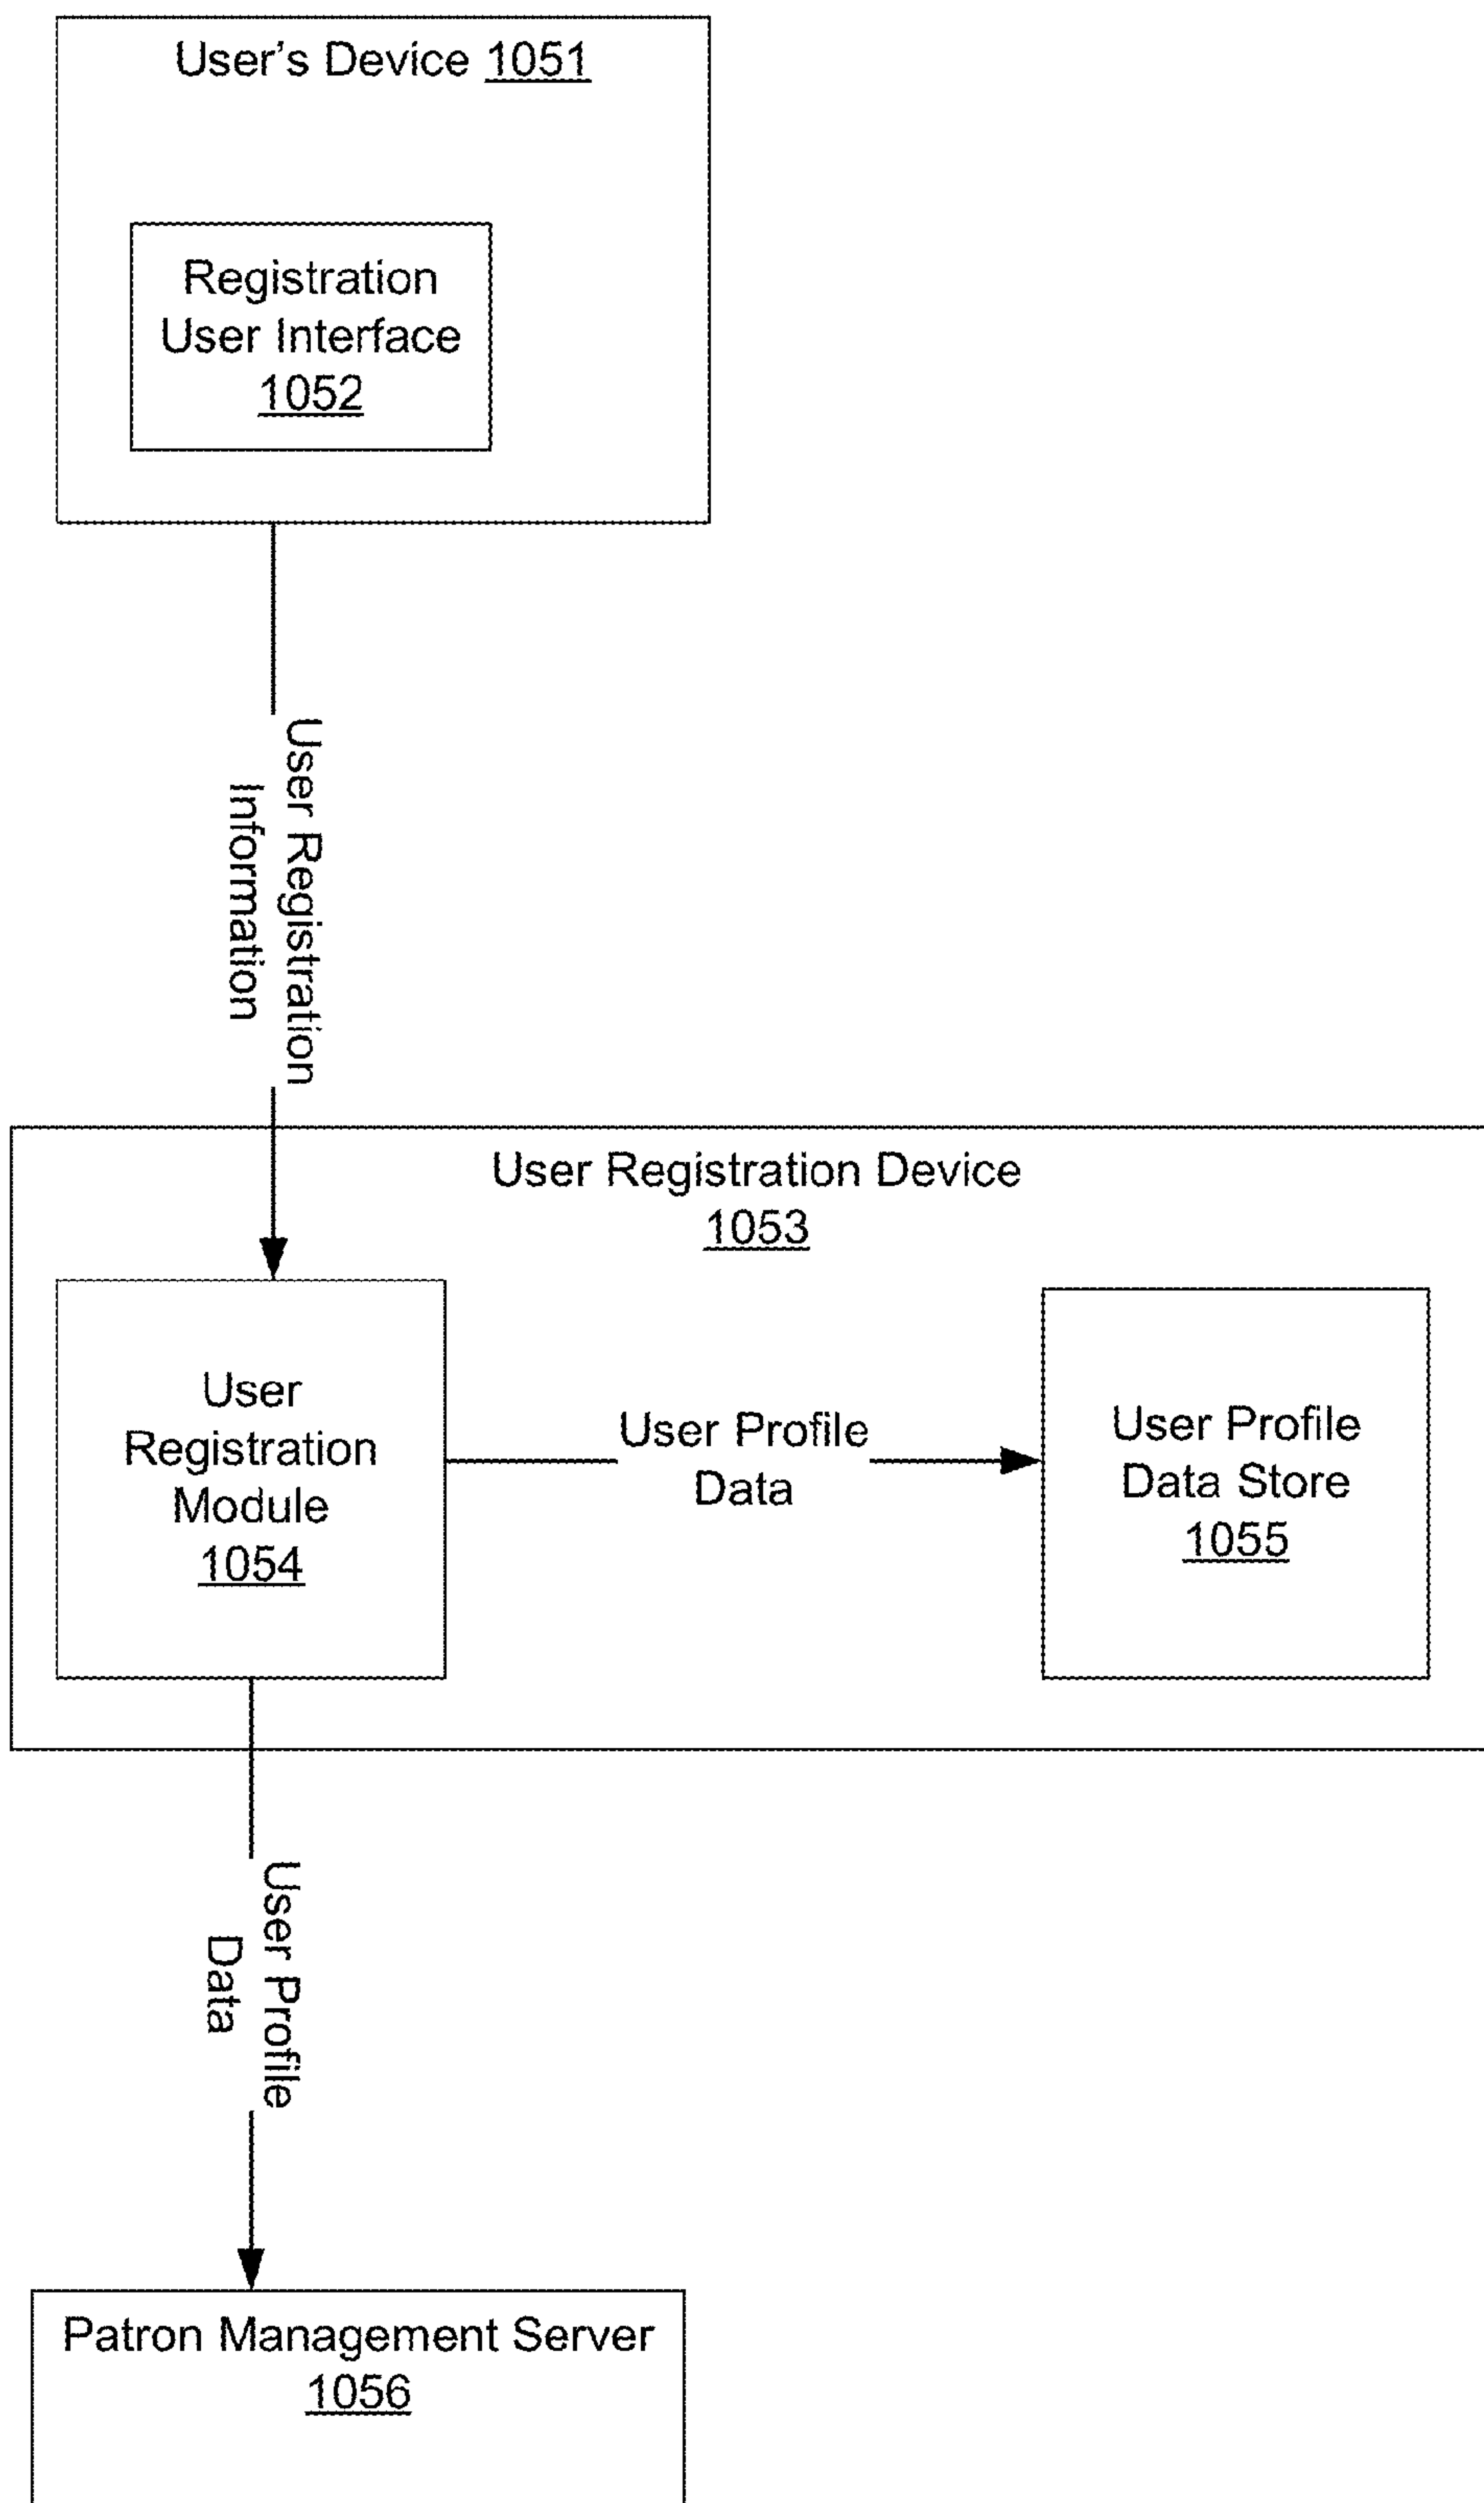 User's Device 1051
Registration
User Interface
1052
User Registration
Information
User Registration Device
1053
User
Registration
Module
1054
User Profile
Data
User Profile
Data Store
1055
User Profile
Data
Patron Management Server
1056